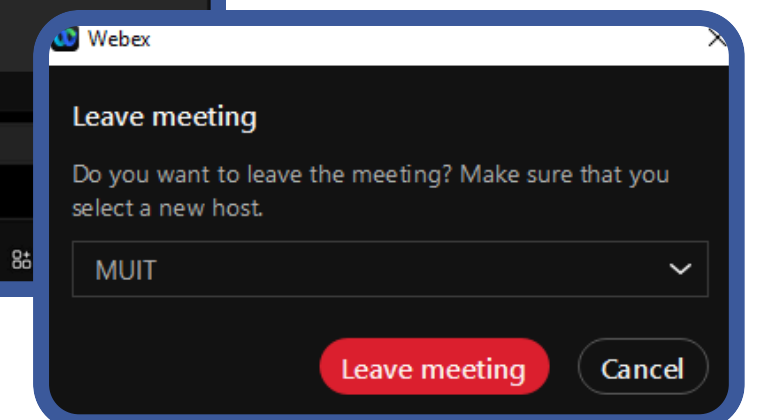 Webex
Leave meeting
Do you want to leave the meeting? Make sure that you
select a new host.
MUIT
Leave meeting
Cancel